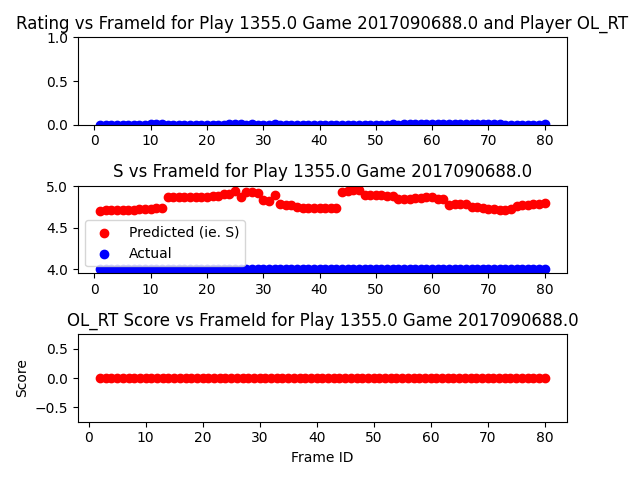 Rating vs FrameId for Play 1355.0 Game 2017090688.0 and Player OL_RT
1.0
0.5
0.0
0 10 20 30 40 50 60 70 80
S vs FrameId for Play 1355.0 Game 2017090688.0
5.0
4.5
4.0
Predicted (ie. S)
Actual
0 10 20 30 40 50 60 70 80
OL_RT Score vs FrameId for Play 1355.0 Game 2017090688.0
Score
0.5
0.0
−0.5
0 10 20 30 40 50 60 70 80
Frame ID